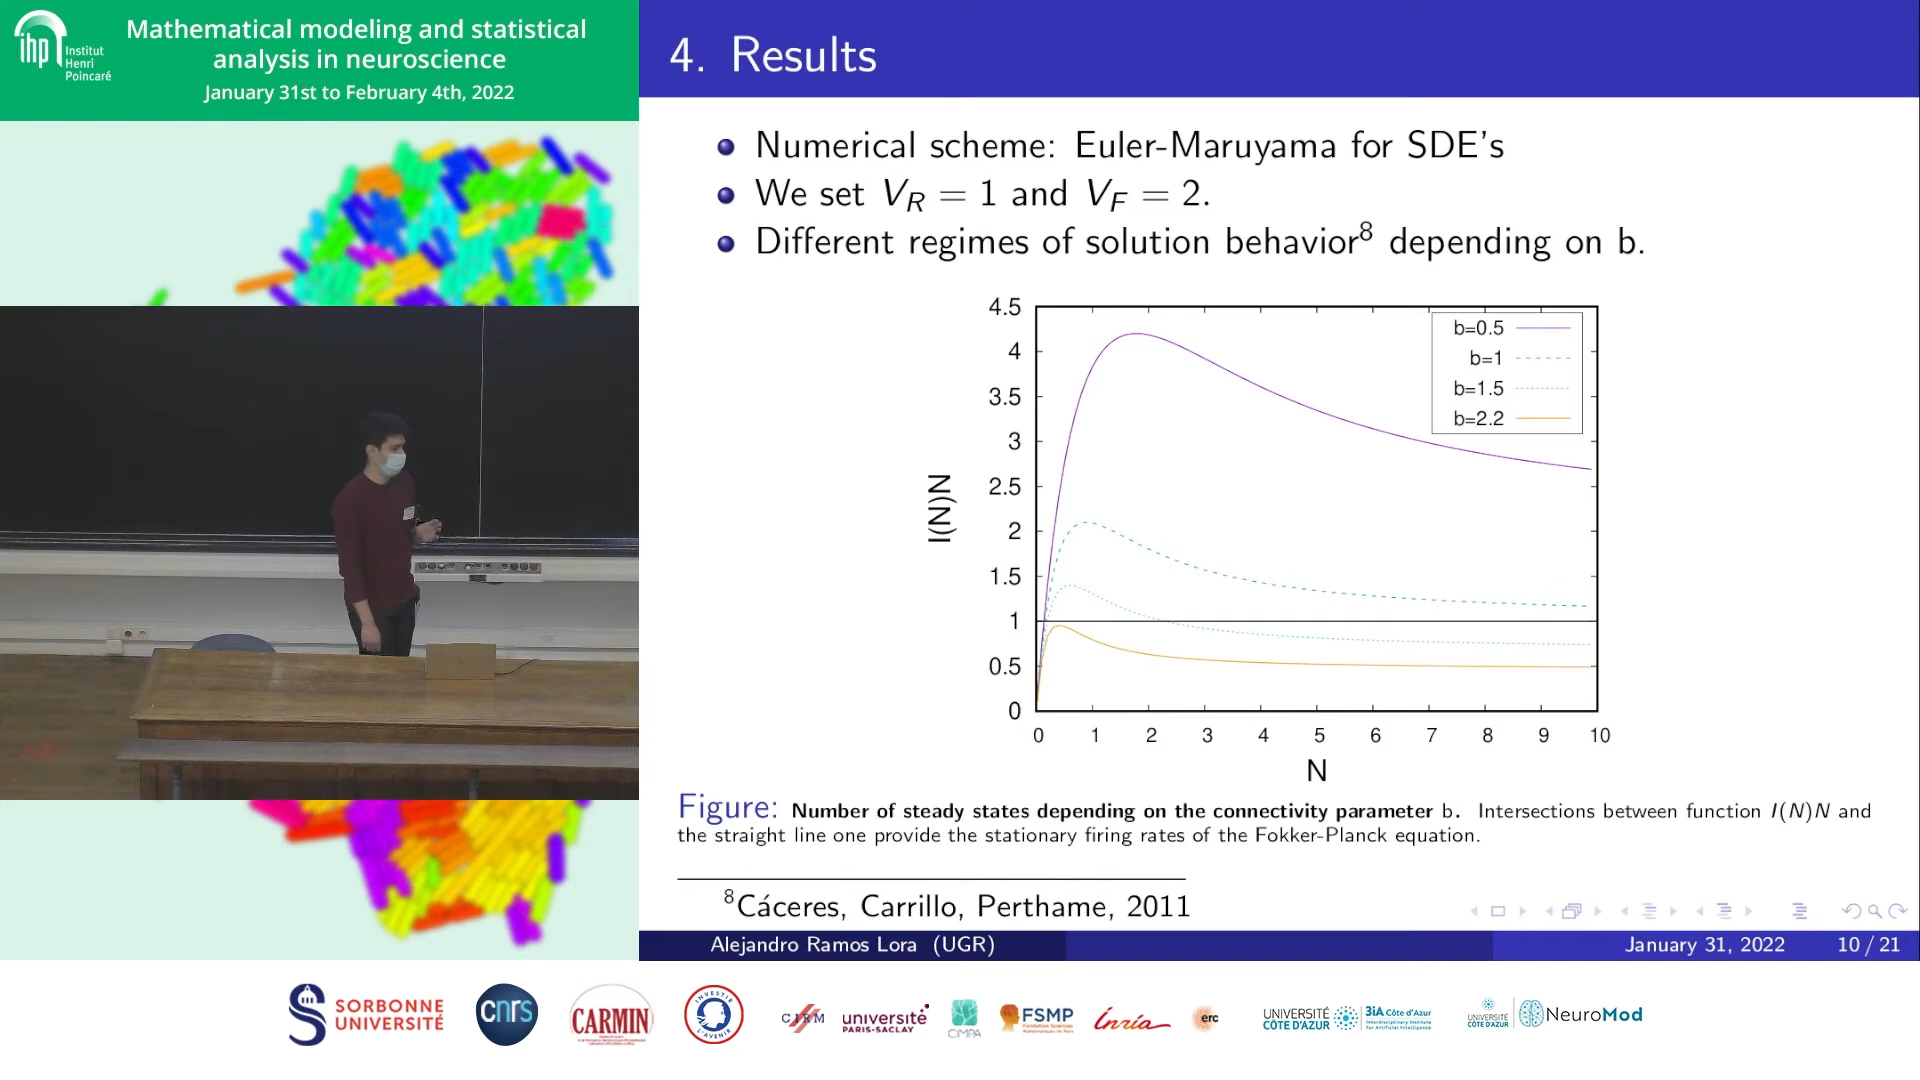 ihp
Institut
Henri
Poincaré
Mathematical modeling and statistical
analysis in neuroscience
January 31st to February 4th, 2022
4. Results
Numerical scheme: Euler-Maruyama for SDE's
We set V_R = 1 and V_F = 2.
Different regimes of solution behavior⁸ depending on b.
4.5
4
3.5
3
2.5
2
1.5
1
0.5
0
I(N)N
b=0.5
b=1
b=1.5
b=2.2
0 1 2 3 4 5 6 7 8 9 10
N
Figure: Number of steady states depending on the connectivity parameter b. Intersections between function I(N)N and
the straight line one provide the stationary firing rates of the Fokker-Planck equation.
⁸Cáceres, Carrillo, Perthame, 2011
Alejandro Ramos Lora (UGR)
January 31, 2022
10 / 21
SORBONNE
UNIVERSITÉ
cnrs
CARMIN
INVESTIR
L'AVENIR
CIRM
université
PARIS-SACLAY
CIMPA
FSMP
Fondation Sciences
Mathématiques de Paris
Inria
erc
UNIVERSITÉ
CÔTE D'AZUR
3iA Côte d'Azur
Interdisciplinary Institute
for Artificial Intelligence
UNIVERSITÉ
CÔTE D'AZUR
NeuroMod